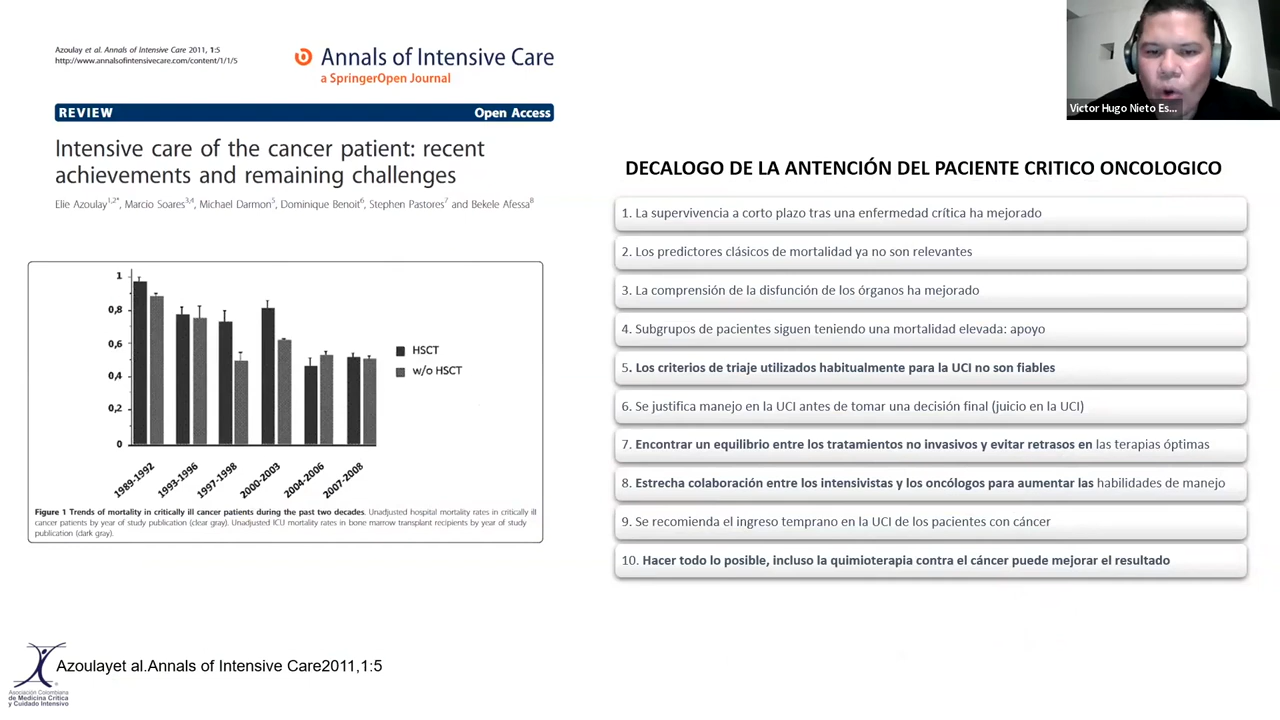 Azoulay et al. Annals of Intensive Care 2011, 1:5
http://www.annalsofintensivecare.com/content/1/1/5
Annals of Intensive Care
a SpringerOpen Journal
REVIEW
Open Access
Intensive care of the cancer patient: recent
achievements and remaining challenges
Elie Azoulay1,2*, Marcio Soares3,4, Michael Darmon5, Dominique Benoit6, Stephen Pastores7 and Bekele Afessa8
1
0,8
0,6
0,4
0,2
0
HSCT
w/o HSCT
1989-1992
1993-1996
1997-1998
2000-2003
2004-2006
2007-2008
Figure 1 Trends of mortality in critically ill cancer patients during the past two decades. Unadjusted hospital mortality rates in critically ill
cancer patients by year of study publication (clear gray). Unadjusted ICU mortality rates in bone marrow transplant recipients by year of study
publication (dark gray).
Victor Hugo Nieto Es...
DECALOGO DE LA ANTENCIÓN DEL PACIENTE CRITICO ONCOLOGICO
1. La supervivencia a corto plazo tras una enfermedad crítica ha mejorado
2. Los predictores clásicos de mortalidad ya no son relevantes
3. La comprensión de la disfunción de los órganos ha mejorado
4. Subgrupos de pacientes siguen teniendo una mortalidad elevada: apoyo
5. Los criterios de triaje utilizados habitualmente para la UCI no son fiables
6. Se justifica manejo en la UCI antes de tomar una decisión final (juicio en la UCI)
7. Encontrar un equilibrio entre los tratamientos no invasivos y evitar retrasos en las terapias óptimas
8. Estrecha colaboración entre los intensivistas y los oncólogos para aumentar las habilidades de manejo
9. Se recomienda el ingreso temprano en la UCI de los pacientes con cáncer
10. Hacer todo lo posible, incluso la quimioterapia contra el cáncer puede mejorar el resultado
Azoulayet al.Annals of Intensive Care2011,1:5
Asociación Colombiana
de Medicina Crítica
y Cuidado Intensivo